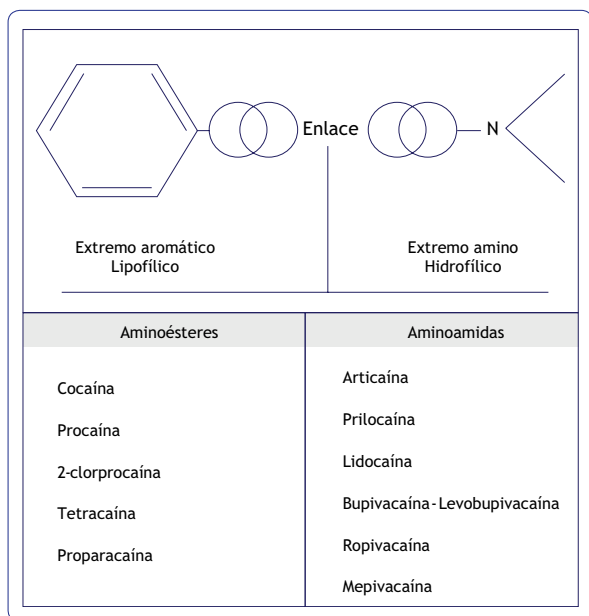 Enlace
N
Extremo aromático
Lipofílico
Extremo amino
Hidrofílico
Aminoésteres
Aminoamidas
Cocaína
Procaína
2-clorprocaína
Tetracaína
Proparacaína
Articaína
Prilocaína
Lidocaína
Bupivacaína-Levobupivacaína
Ropivacaína
Mepivacaína